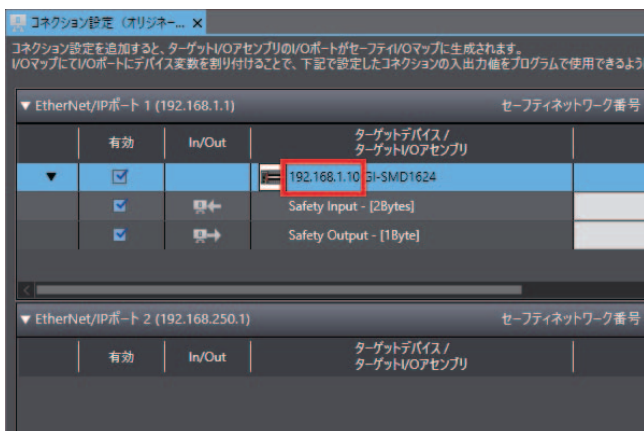 コネクション設定（オリジネー... ×
コネクション設定を追加すると、ターゲットI/OアセンブリのI/OポートがセーフティI/Oマップに生成されます。
I/OマップにてI/Oポートにデバイス変数を割り付けることで、下記で設定したコネクションの入出力値をプログラムで使用できるよう
▼ EtherNet/IPポート 1 (192.168.1.1) セーフティネットワーク番号
有効 In/Out ターゲットデバイス /
ターゲットI/Oアセンブリ
▼ 192.168.1.10 GI-SMD1624
Safety Input - [2Bytes]
Safety Output - [1Byte]
▼ EtherNet/IPポート 2 (192.168.250.1) セーフティネットワーク番号
有効 In/Out ターゲットデバイス /
ターゲットI/Oアセンブリ